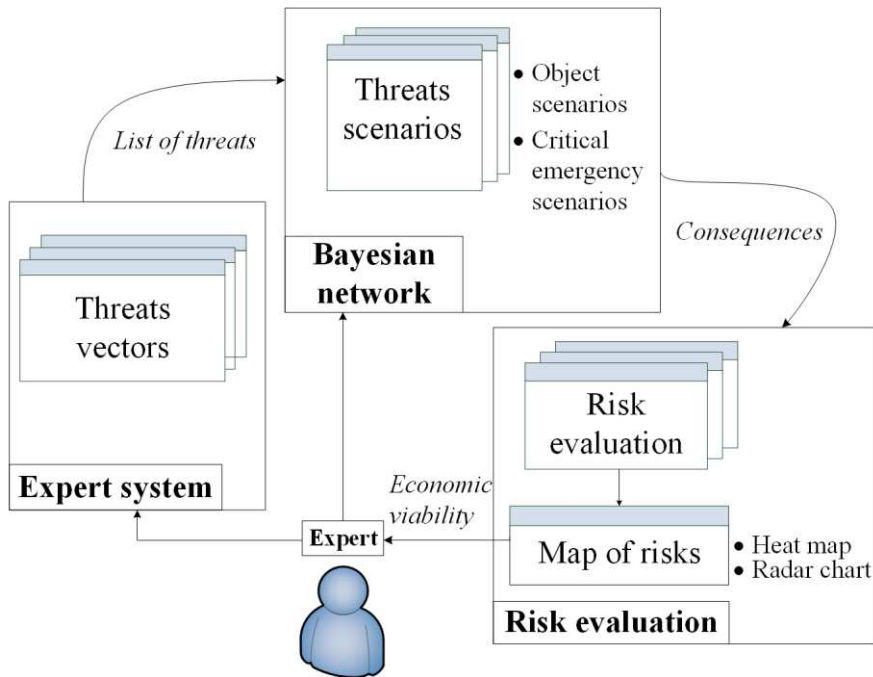 Threats
scenarios
• Object
scenarios
• Critical
emergency
scenarios
Bayesian
network
List of threats
Threats
vectors
Expert system
Consequences
Risk
evaluation
Map of risks
• Heat map
• Radar chart
Risk evaluation
Economic
viability
Expert